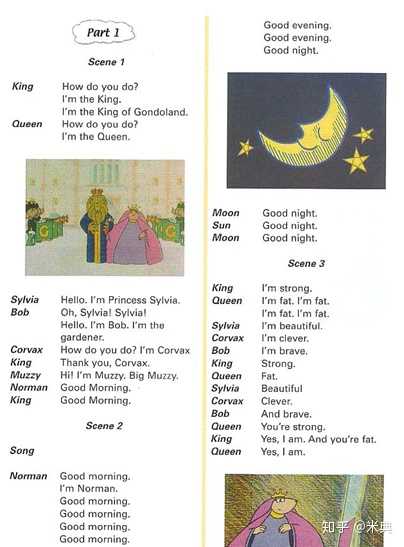 Part 1
Scene 1
King How do you do?
I'm the King.
I'm the King of Gondoland.
Queen How do you do?
I'm the Queen.
G G
Sylvia Hello. I'm Princess Sylvia.
Bob Oh, Sylvia! Sylvia!
Hello. I'm Bob. I'm the
gardener.
Corvax How do you do? I'm Corvax
King Thank you, Corvax.
Muzzy Hi! I'm Muzzy. Big Muzzy.
Norman Good Morning.
King Good Morning.
Scene 2
Song
Norman Good morning.
I'm Norman.
Good morning.
Good morning.
Good morning.
Good morning.
Good evening.
Good evening.
Good night.
Moon Good night.
Sun Good night.
Moon Good night.
Scene 3
King I'm strong.
Queen I'm fat. I'm fat.
I'm fat. I'm fat.
Sylvia I'm beautiful.
Corvax I'm clever.
Bob I'm brave.
King Strong.
Queen Fat.
Sylvia Beautiful
Corvax Clever.
Bob And brave.
Queen You're strong.
King Yes, I am. And you're fat.
Queen Yes, I am.
知乎 @米典